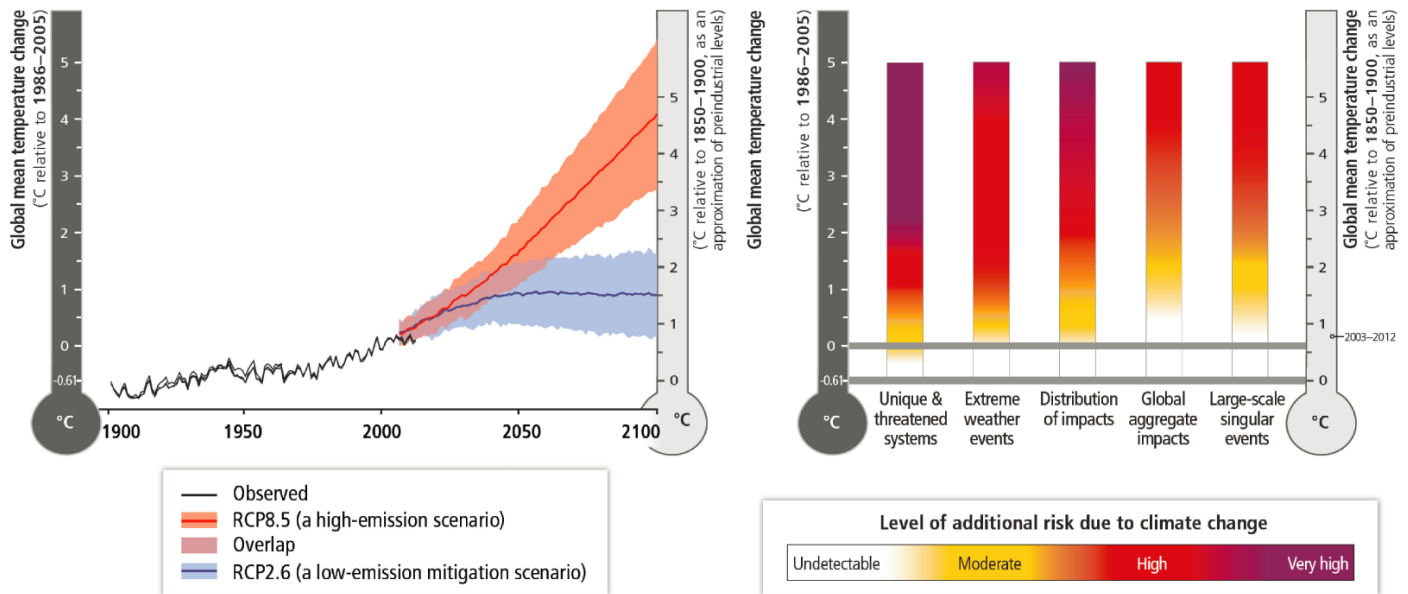 Global mean temperature change
(°C relative to 1986–2005)
5
4
3
2
1
0
-0.61
°C
1900
1950
2000
2050
2100
5
4
3
2
1
0
°C
(°C relative to 1850–1900, as an
approximation of preindustrial levels)
Observed
RCP8.5 (a high-emission scenario)
Overlap
RCP2.6 (a low-emission mitigation scenario)
Global mean temperature change
(°C relative to 1986–2005)
5
4
3
2
1
0
-0.61
°C
Unique &
threatened
systems
Extreme
weather
events
Distribution
of impacts
Global
aggregate
impacts
Large-scale
singular
events
5
4
3
2
1
0
2003–2012
°C
Global mean temperature change
(°C relative to 1850–1900, as an
approximation of preindustrial levels)
Level of additional risk due to climate change
Undetectable
Moderate
High
Very high